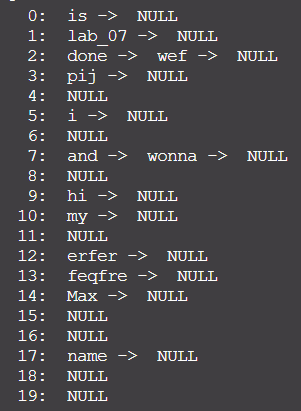 0: is -> NULL
1: lab_07 -> NULL
2: done -> wef -> NULL
3: pij -> NULL
4: NULL
5: i -> NULL
6: NULL
7: and -> wonna -> NULL
8: NULL
9: hi -> NULL
10: my -> NULL
11: NULL
12: erfer -> NULL
13: feqfre -> NULL
14: Max -> NULL
15: NULL
16: NULL
17: name -> NULL
18: NULL
19: NULL